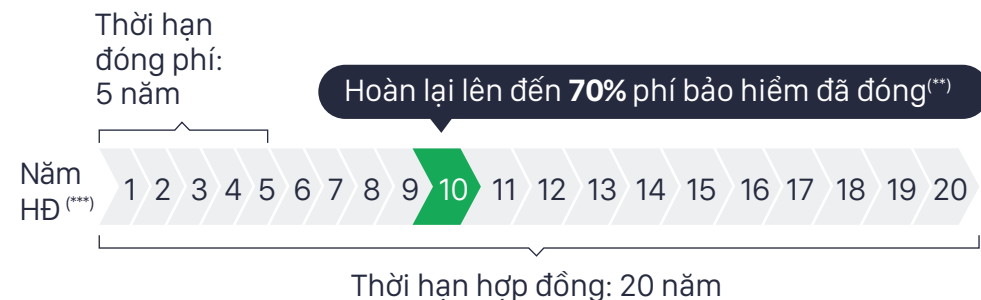 Thời hạn
đóng phí:
5 năm
Hoàn lại lên đến 70% phí bảo hiểm đã đóng(**)
Năm
HĐ (***)
1 2 3 4 5 6 7 8 9 10 11 12 13 14 15 16 17 18 19 20
Thời hạn hợp đồng: 20 năm